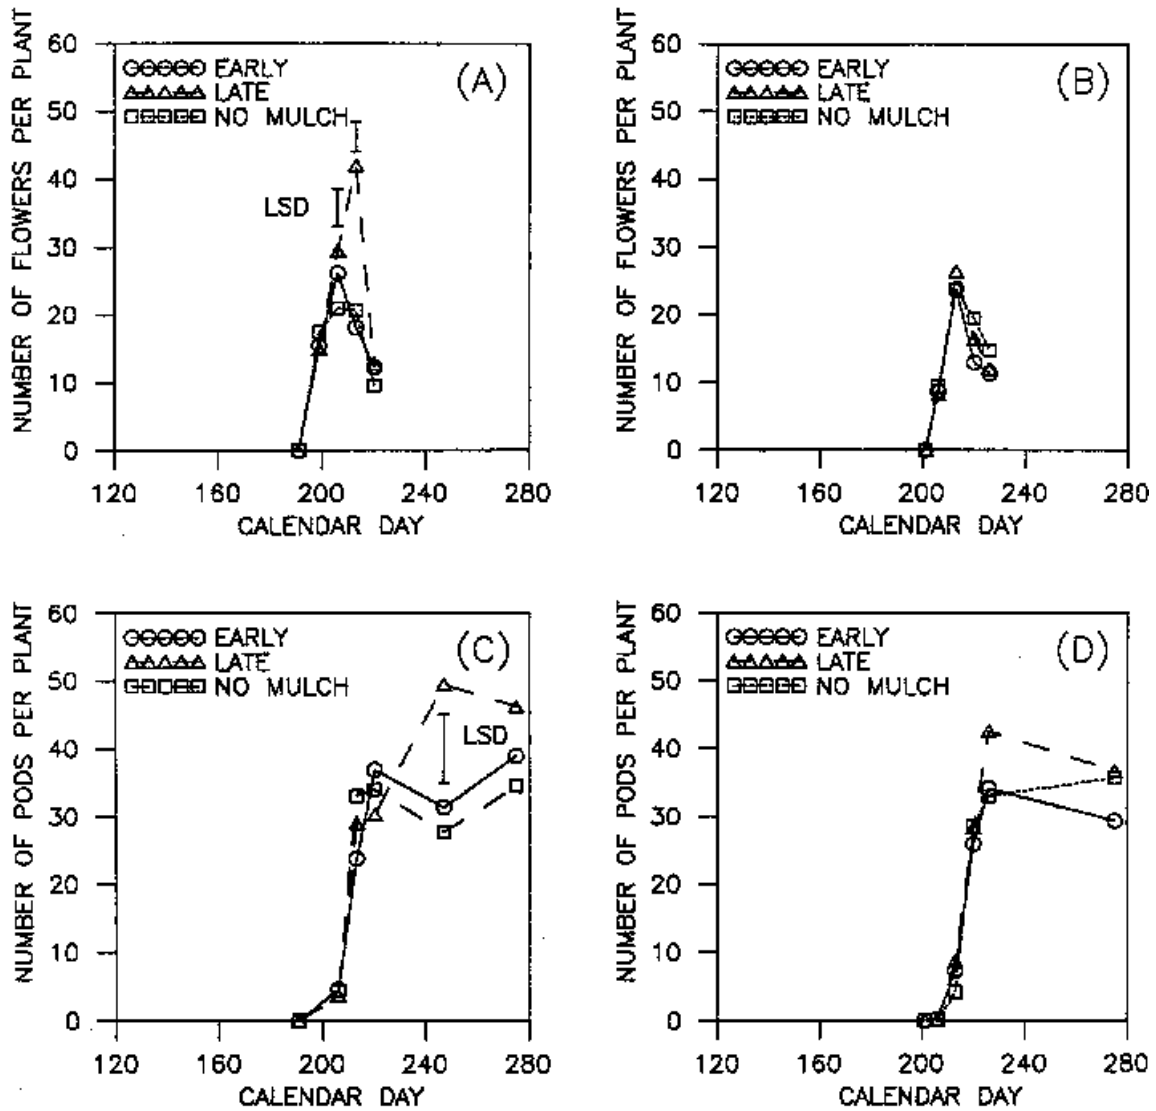 NUMBER OF FLOWERS PER PLANT
60
50
40
30
20
10
0
EARLY
LATE
NO MULCH
(A)
LSD
120 160 200 240 280
CALENDAR DAY
NUMBER OF FLOWERS PER PLANT
60
50
40
30
20
10
0
EARLY
LATE
NO MULCH
(B)
120 160 200 240 280
CALENDAR DAY
NUMBER OF PODS PER PLANT
60
50
40
30
20
10
0
EARLY
LATE
NO MULCH
(C)
LSD
120 160 200 240 280
CALENDAR DAY
NUMBER OF PODS PER PLANT
60
50
40
30
20
10
0
EARLY
LATE
NO MULCH
(D)
120 160 200 240 280
CALENDAR DAY